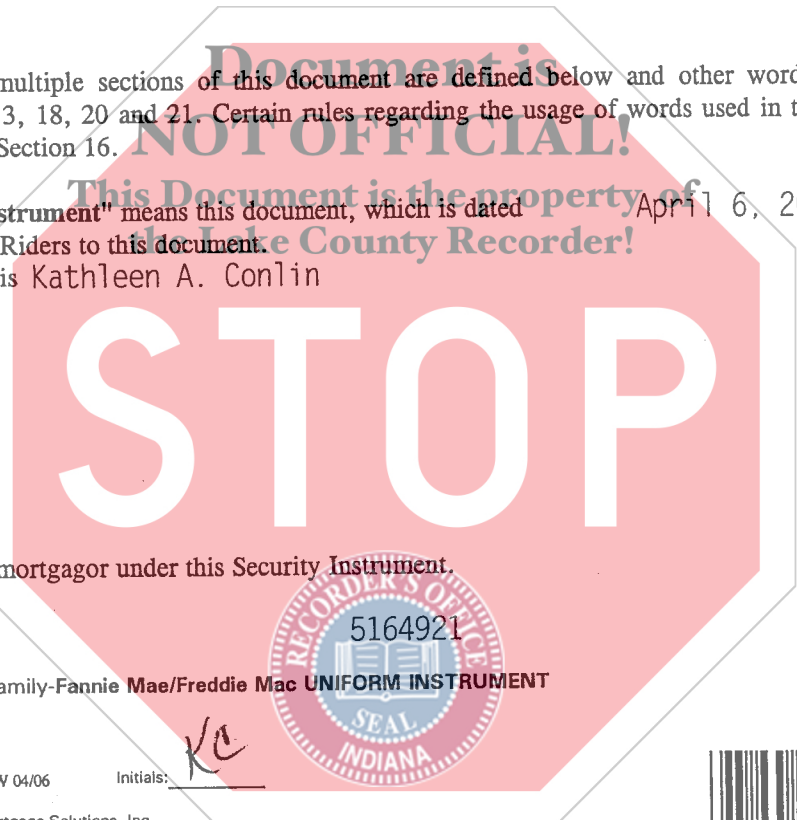 Document is
multiple sections of this document are defined below and other word
3, 18, 20 and 21. Certain rules regarding the usage of words used in t
NOT OFFICIAL!
Section 16.
This Document is the property of
strument" means this document, which is dated April 6, 2
the Lake County Recorder!
Riders to this document.
is Kathleen A. Conlin
STOP
mortgagor under this Security Instrument.
RECORDER'S OFFICE
5164921
amily-Fannie Mae/Freddie Mac UNIFORM INSTRUMENT
SEAL
INDIANA
V 04/06 Initials: KC
Solutions, Inc